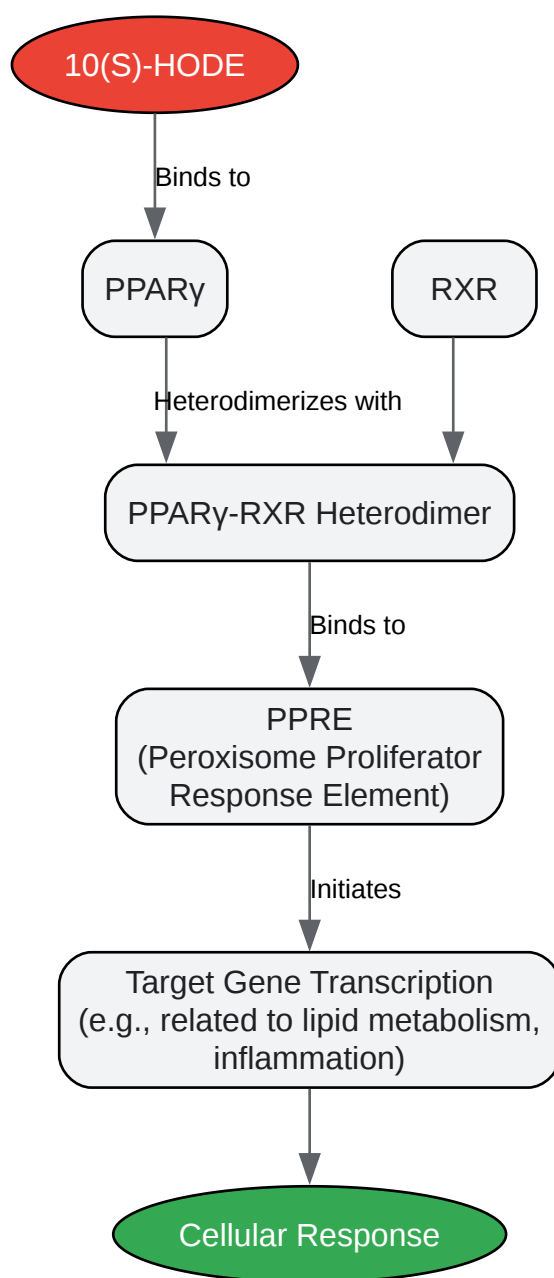 10(S)-HODE
Binds to
PPARγ
RXR
Heterodimerizes with
PPARγ-RXR Heterodimer
Binds to
PPRE
(Peroxisome Proliferator
Response Element)
Initiates
Target Gene Transcription
(e.g., related to lipid metabolism,
inflammation)
Cellular Response